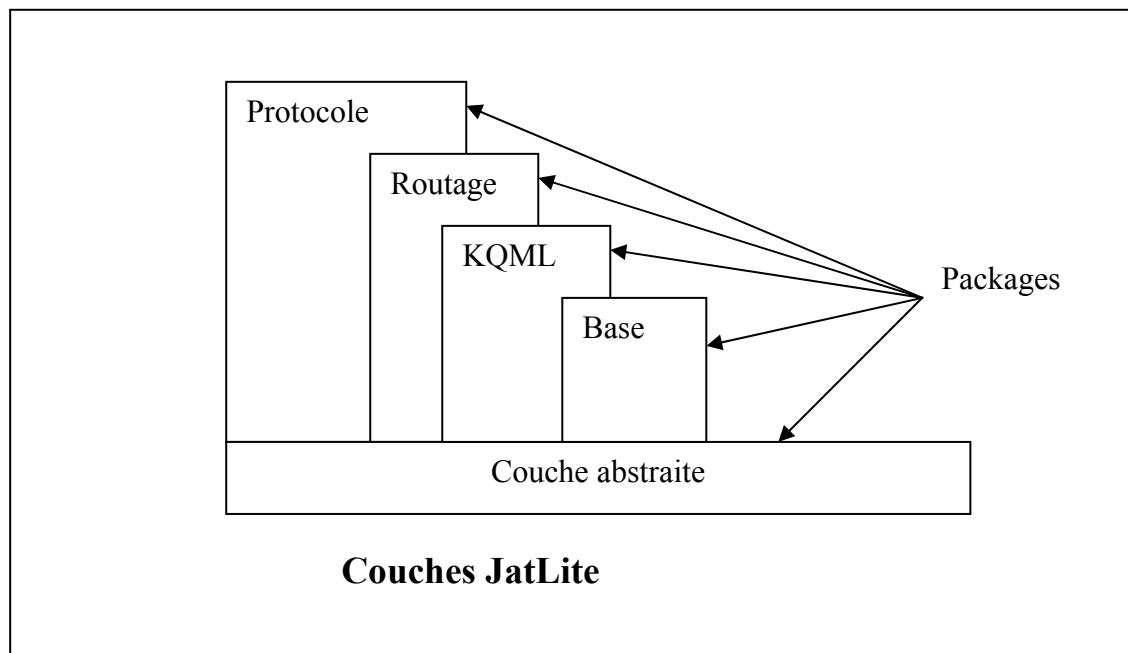 Protocole
Routage
KQML
Packages
Base
Couche abstraite
Couches JatLite